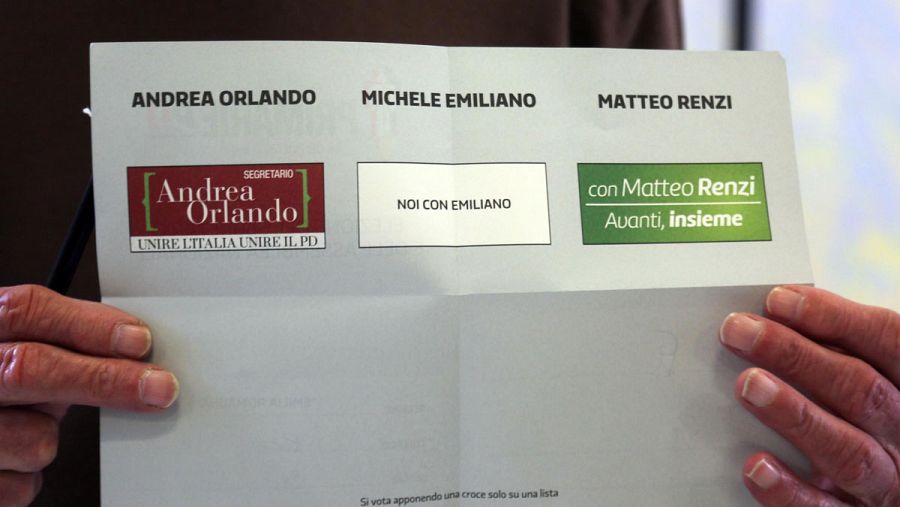 ANDREA ORLANDO
MICHELE EMILIANO
MATTEO RENZI
SEGRETARIO
Andrea
Orlando
UNIRE L'ITALIA UNIRE IL PD
NOI CON EMILIANO
con Matteo Renzi
Avanti, insieme
Si vota apponendo una croce solo su una lista